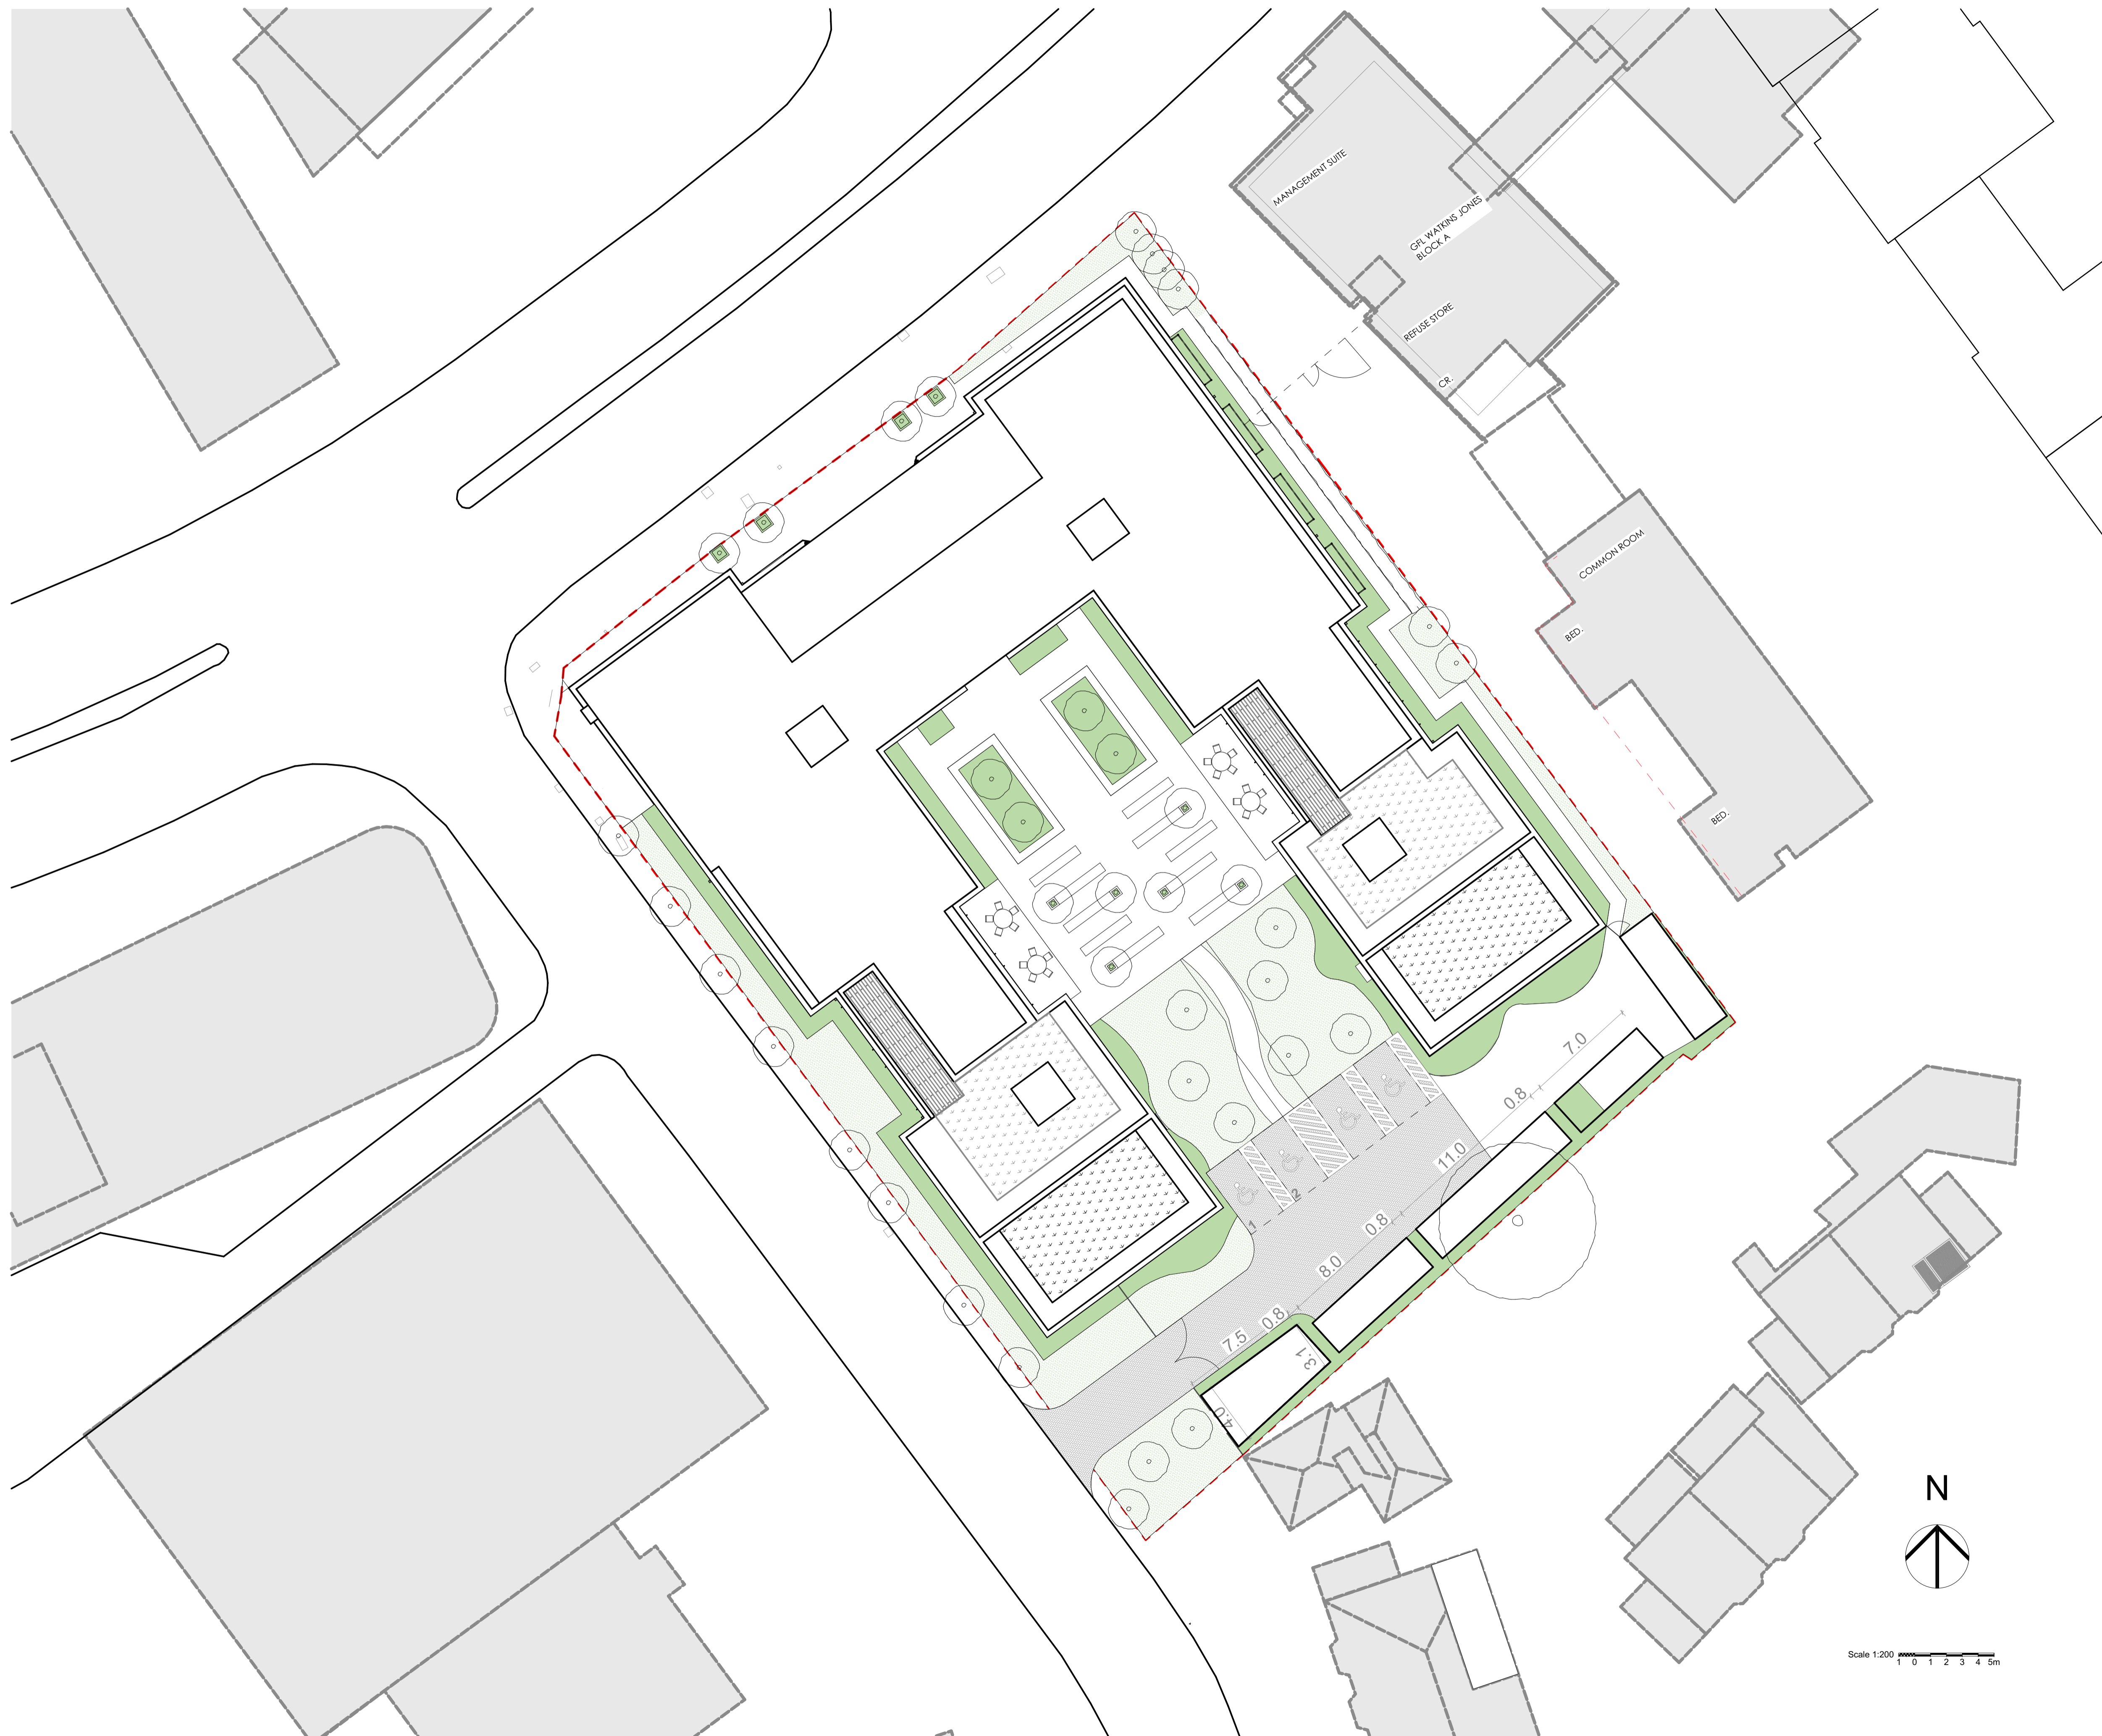 MANAGEMENT SUITE
GFL WATKINS JONES
BLOCK A
REFUSE STORE
CR.
COMMON ROOM
BED.
BED.
7.0
0.8
11.0
0.8
8.0
0.8
7.5
3.1
4.0
1
2
N
Scale 1:200
1 0 1 2 3 4 5m